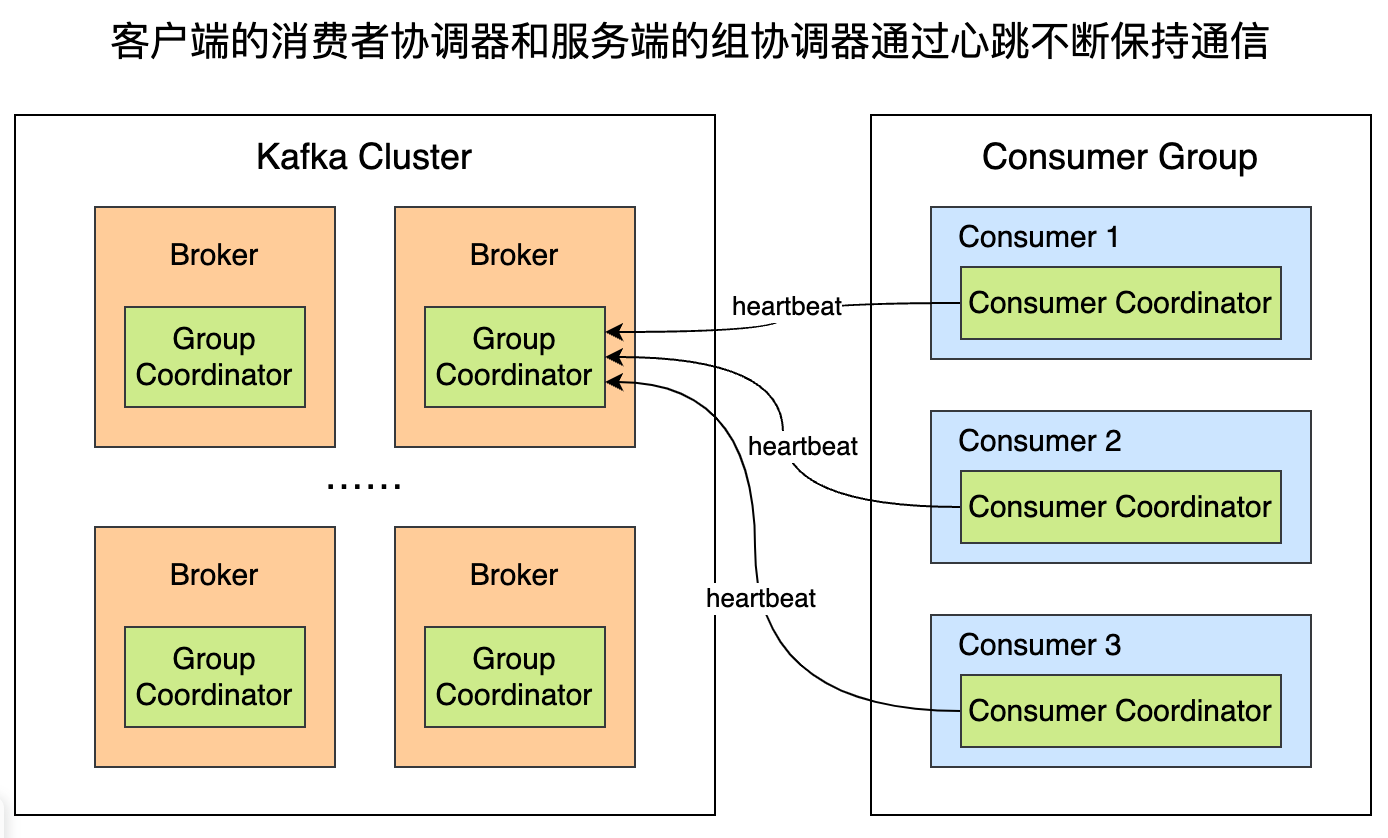 客户端的消费者协调器和服务端的组协调器通过心跳不断保持通信
Kafka Cluster
Broker
Group
Coordinator
Broker
Group
Coordinator
......
Broker
Group
Coordinator
Broker
Group
Coordinator
heartbeat
heartbeat
heartbeat
Consumer Group
Consumer 1
Consumer Coordinator
Consumer 2
Consumer Coordinator
Consumer 3
Consumer Coordinator